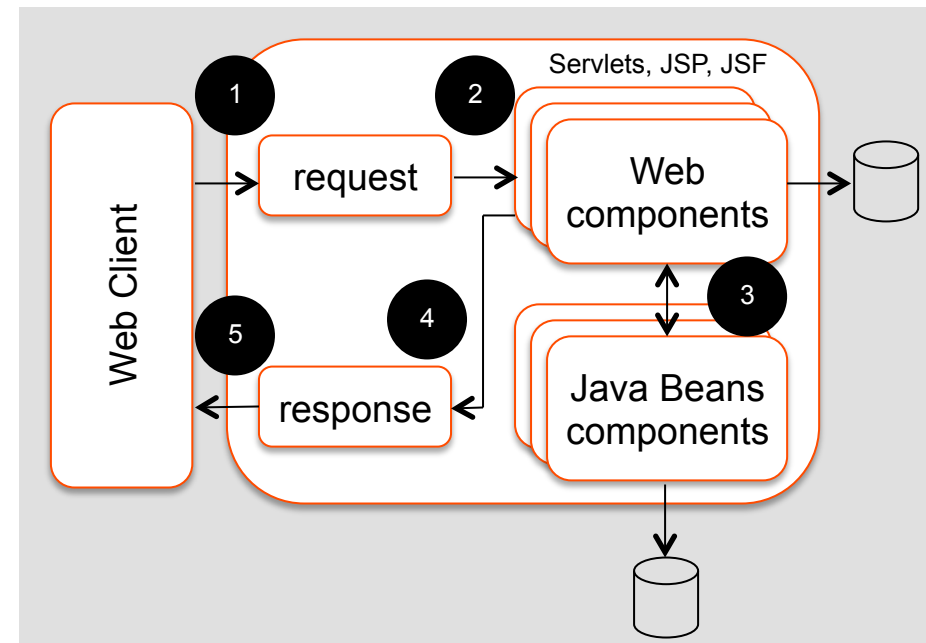 Servlets, JSP, JSF
1
2
request
Web
components
Web Client
3
4
5
response
Java Beans
components